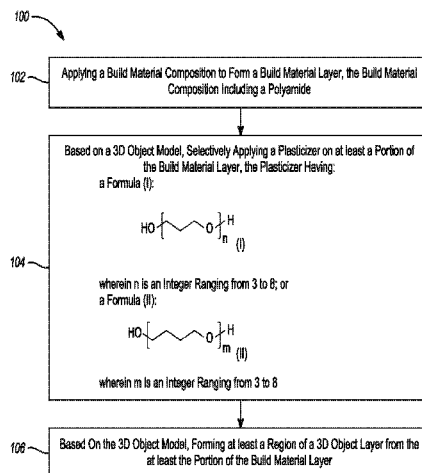 100
102
Applying a Build Material Composition to Form a Build Material Layer, the Build Material
Composition Including a Polyamide
104
Based on a 3D Object Model, Selectively Applying a Plasticizer on at least a Portion of
the Build Material Layer, the Plasticizer Having:
a Formula (I):
HO O H
n (I)
wherein n is an Integer Ranging from 3 to 8; or
a Formula (II):
HO O H
m (II)
wherein m is an Integer Ranging from 3 to 8
106
Based On the 3D Object Model, Forming at least a Region of a 3D Object Layer from the
at least the Portion of the Build Material Layer